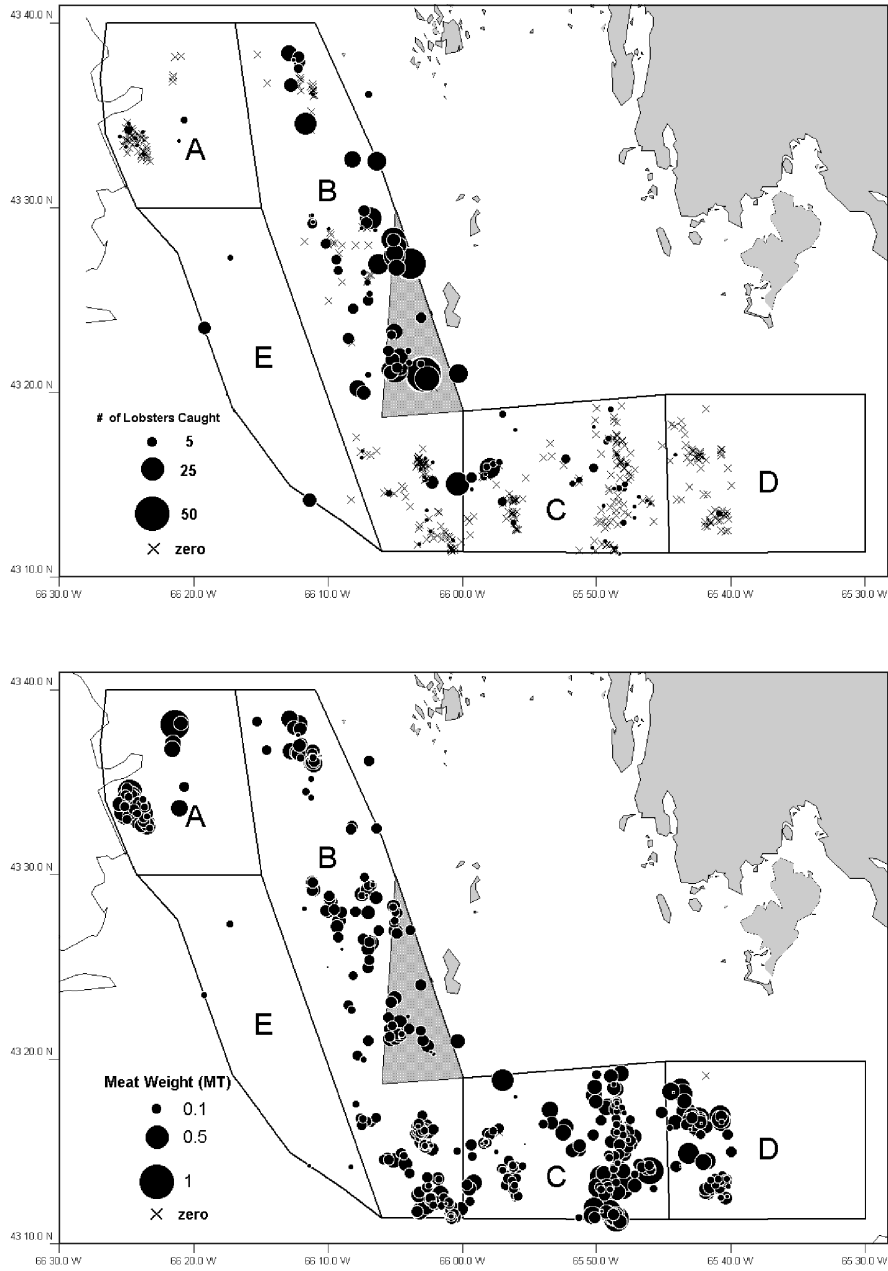 43 40.0 N
A
B
43 30.0 N
E
43 20.0 N
# of Lobsters Caught
5
25
50
zero
C
D
43 10.0 N
66 30.0 W 66 20.0 W 66 10.0 W 66 00.0 W 65 50.0 W 65 40.0 W 65 30.0 W
43 40.0 N
A
B
43 30.0 N
E
43 20.0 N
Meat Weight (MT)
0.1
0.5
1
zero
C
D
43 10.0 N
66 30.0 W 66 20.0 W 66 10.0 W 66 00.0 W 65 50.0 W 65 40.0 W 65 30.0 W